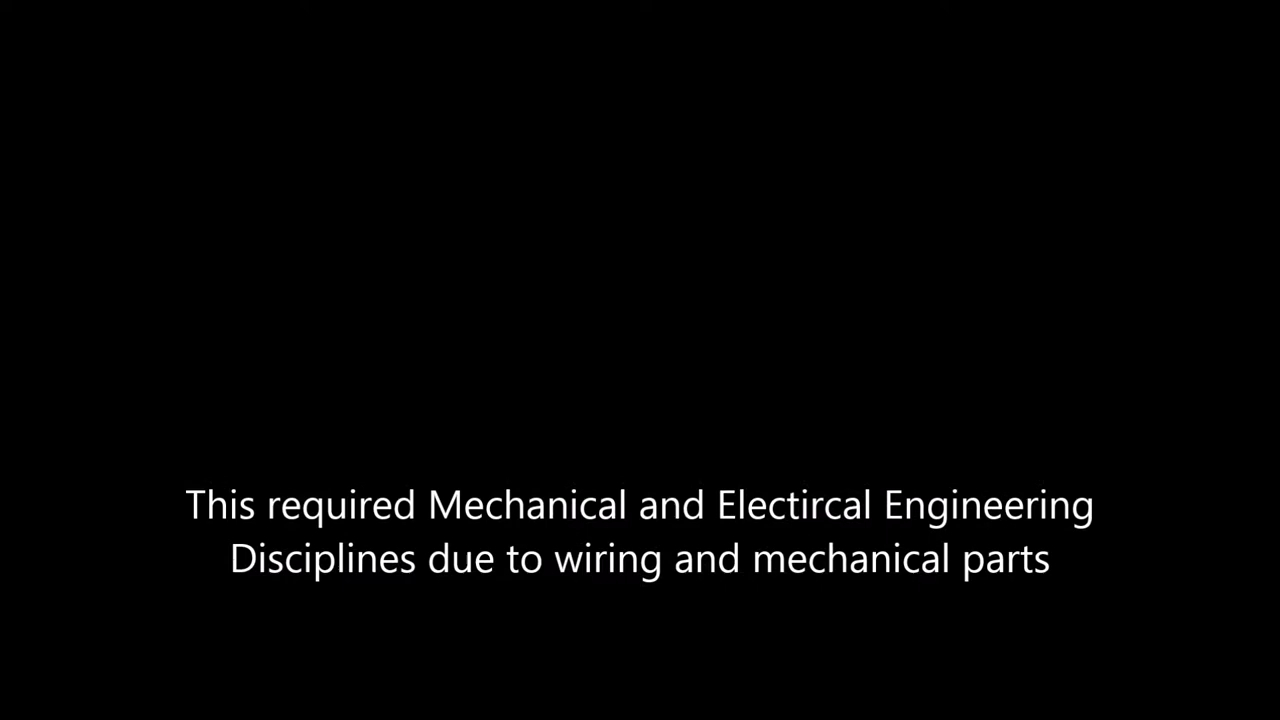 This required Mechanical and Electircal Engineering
Disciplines due to wiring and mechanical parts